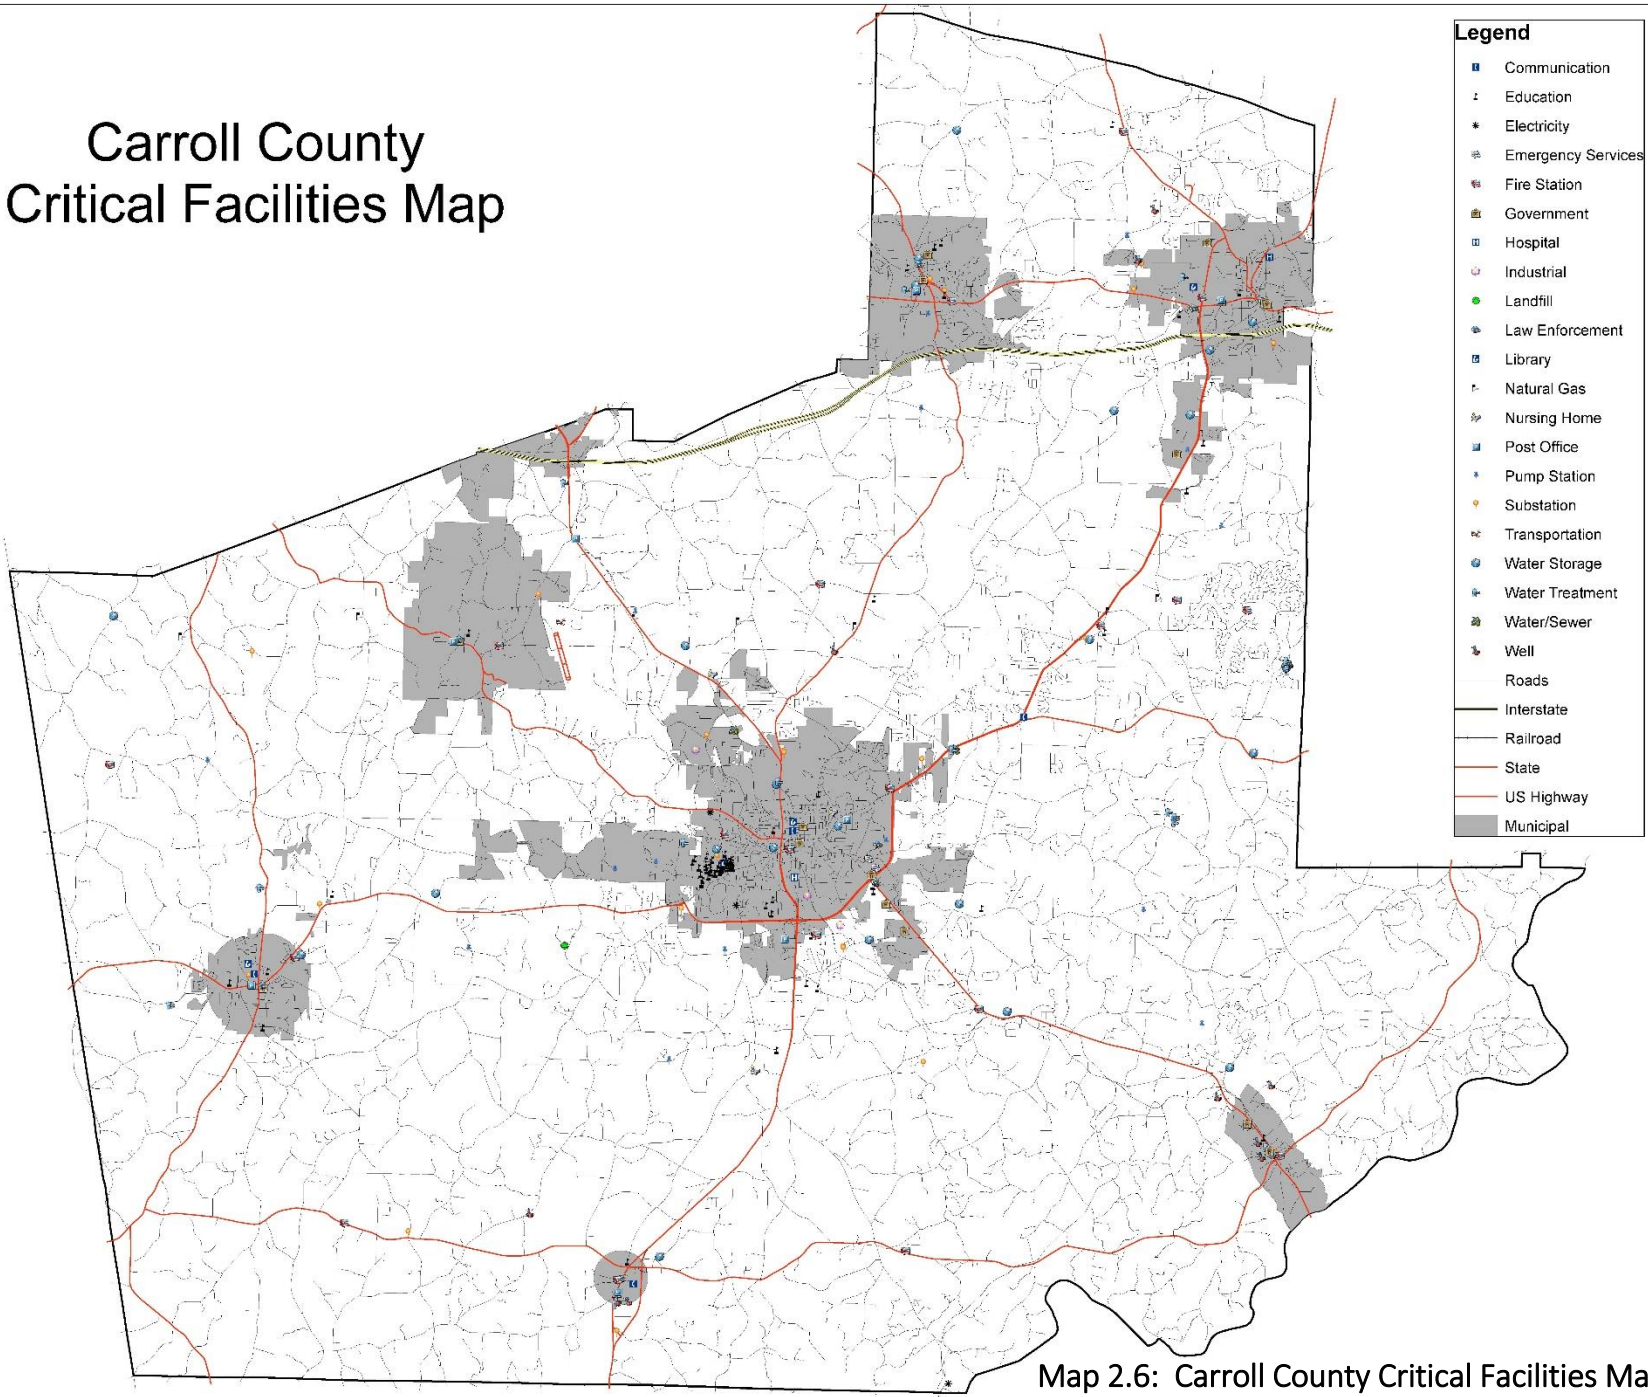 Carroll County
Critical Facilities Map
Legend
Communication
Education
Electricity
Emergency Services
Fire Station
Government
Hospital
Industrial
Landfill
Law Enforcement
Library
Natural Gas
Nursing Home
Post Office
Pump Station
Substation
Transportation
Water Storage
Water Treatment
Water/Sewer
Well
Roads
Interstate
Railroad
State
US Highway
Municipal
Map 2.6: Carroll County Critical Facilities Ma